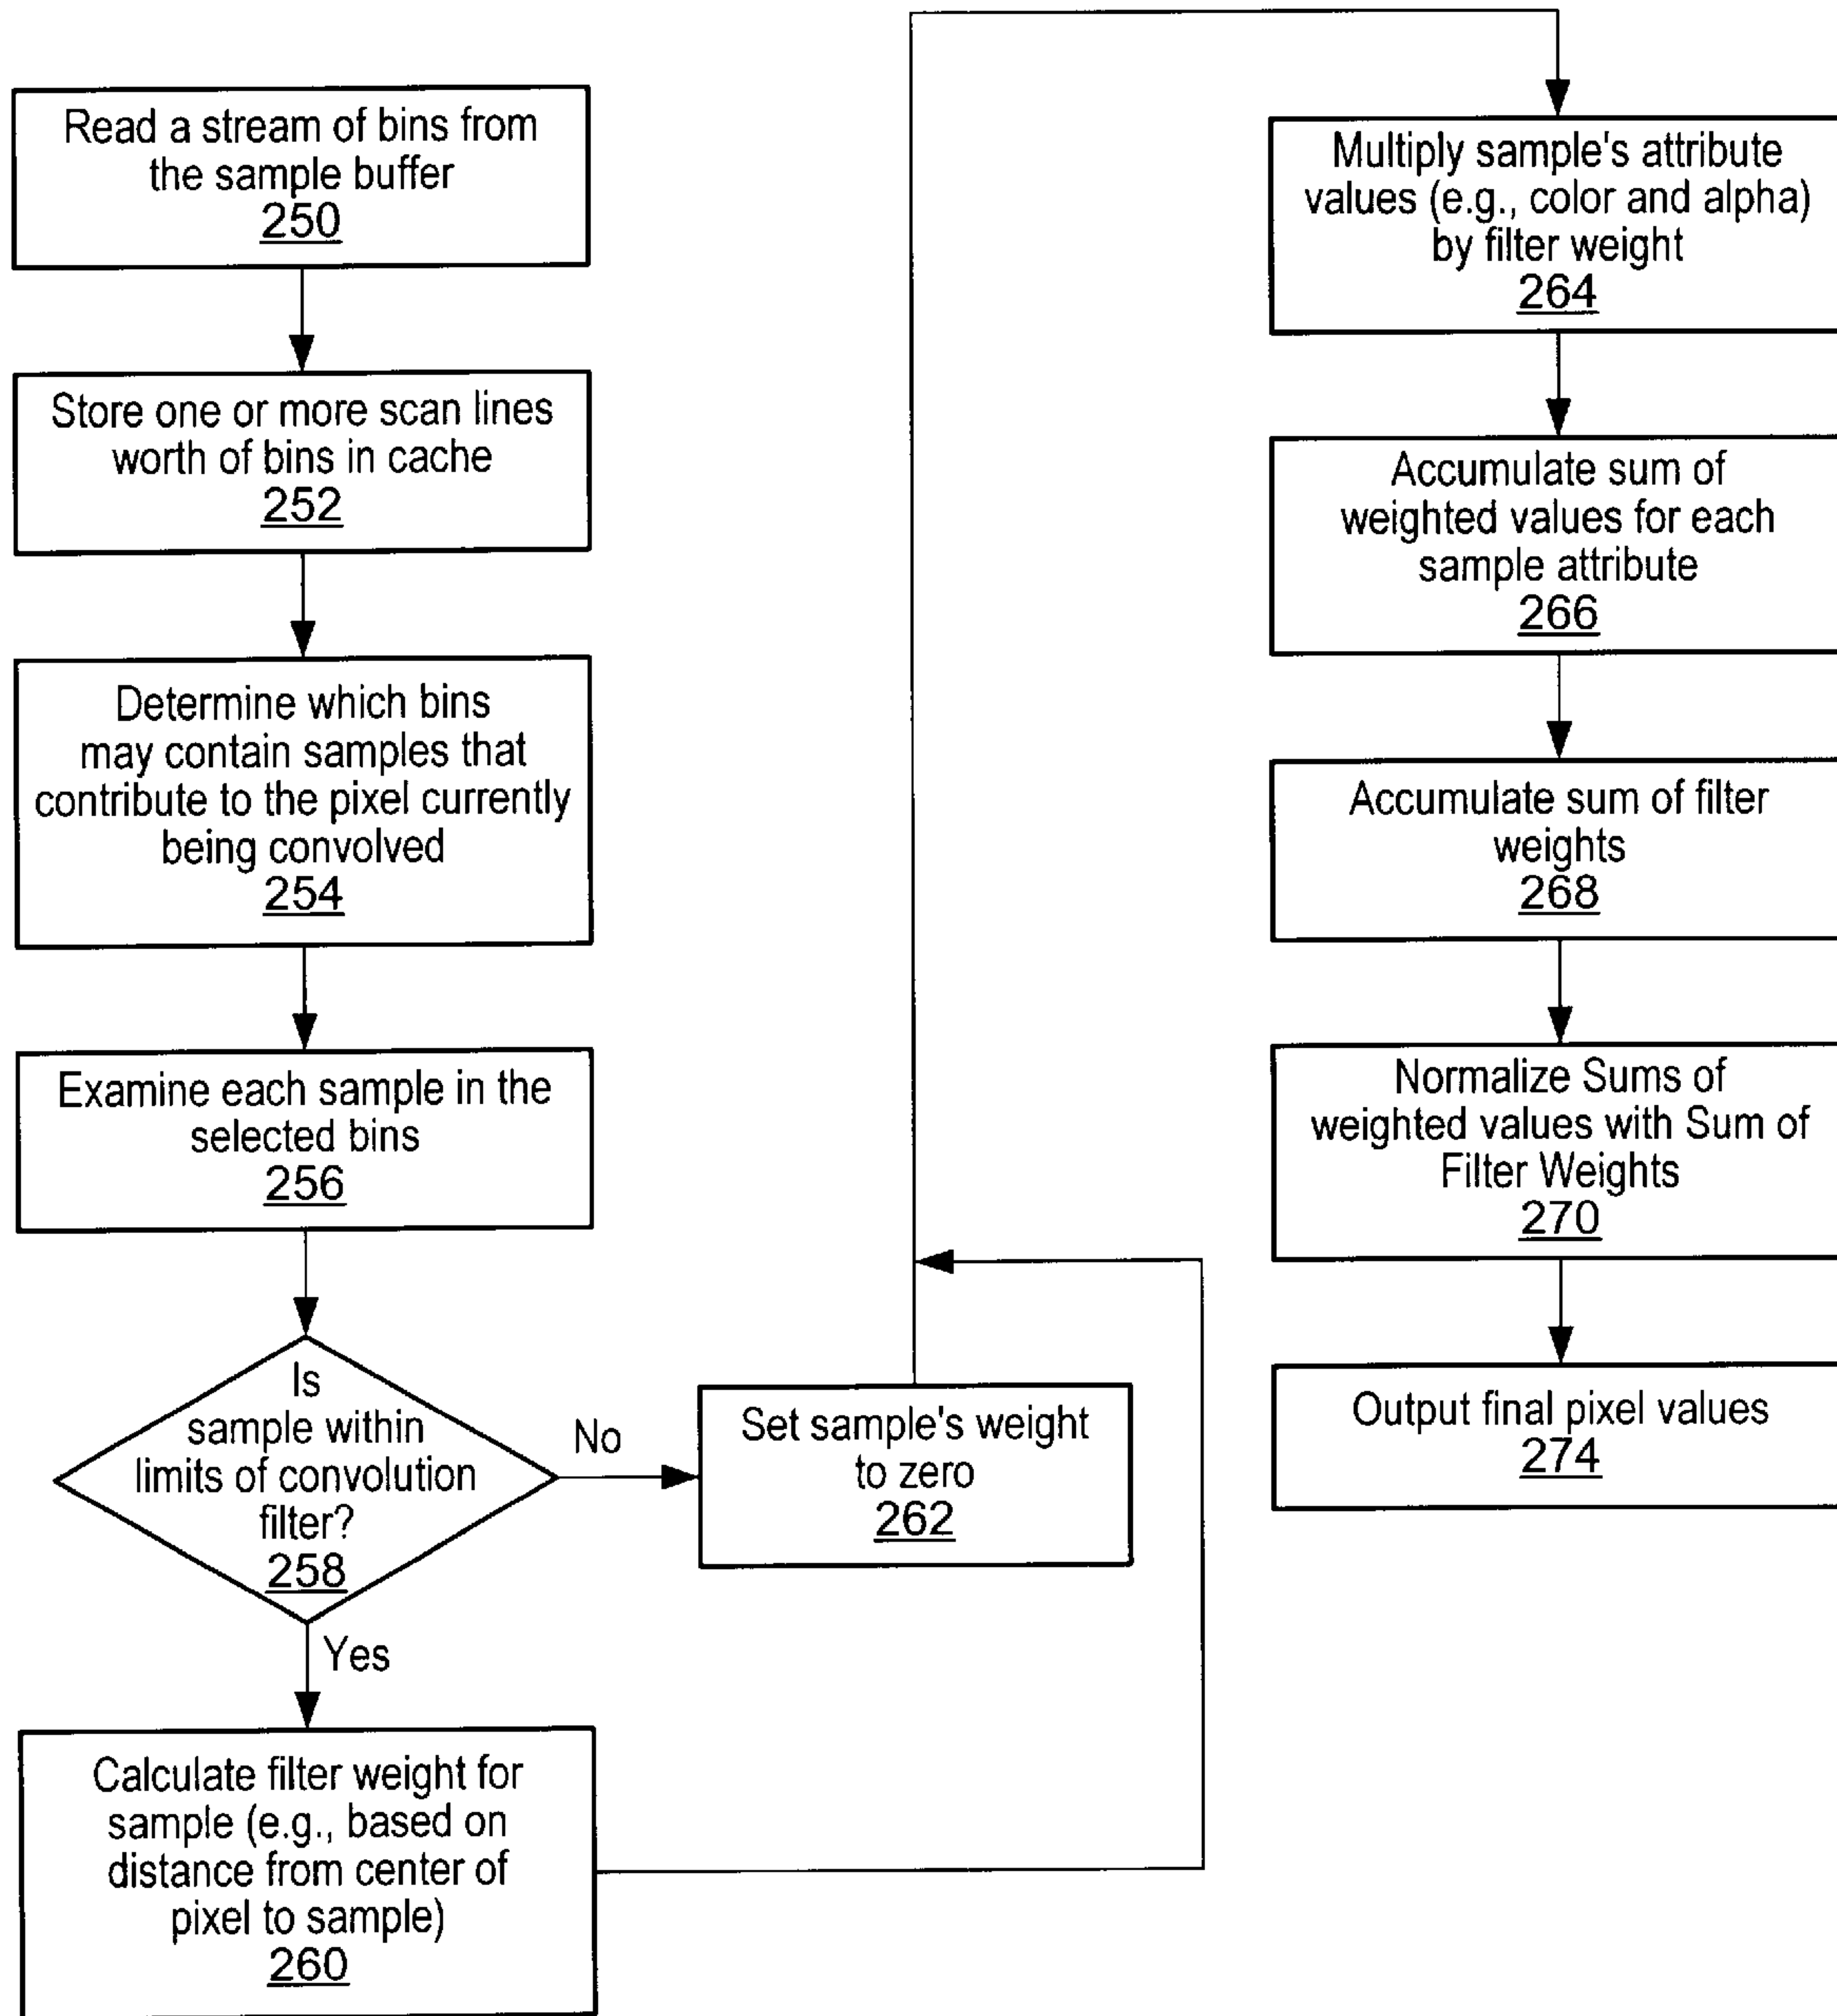 Read a stream of bins from
the sample buffer
250
Store one or more scan lines
worth of bins in cache
252
Determine which bins
may contain samples that
contribute to the pixel currently
being convolved
254
Examine each sample in the
selected bins
256
Is
sample within
limits of convolution
filter?
258
No
Yes
Set sample's weight
to zero
262
Calculate filter weight for
sample (e.g., based on
distance from center of
pixel to sample)
260
Multiply sample's attribute
values (e.g., color and alpha)
by filter weight
264
Accumulate sum of
weighted values for each
sample attribute
266
Accumulate sum of filter
weights
268
Normalize Sums of
weighted values with Sum of
Filter Weights
270
Output final pixel values
274